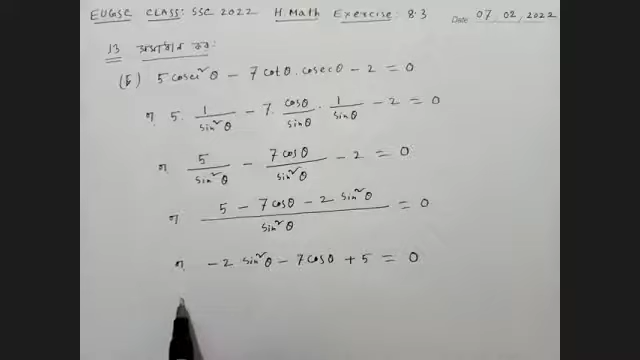 EUGSC CLASS: SSC 2022 H.Math Exercise: 8.3 Date 07.02.2022
13 সমাধান কর:
5 cosec²θ − 7 cotθ . cosecθ − 2 = 0
বা, 5 . 1/sin²θ − 7. cosθ/sinθ . 1/sinθ − 2 = 0
বা, 5/sin²θ − 7cosθ/sin²θ − 2 = 0
বা, (5 − 7cosθ − 2 sin²θ)/sin²θ = 0
বা, −2 sin²θ − 7cosθ + 5 = 0